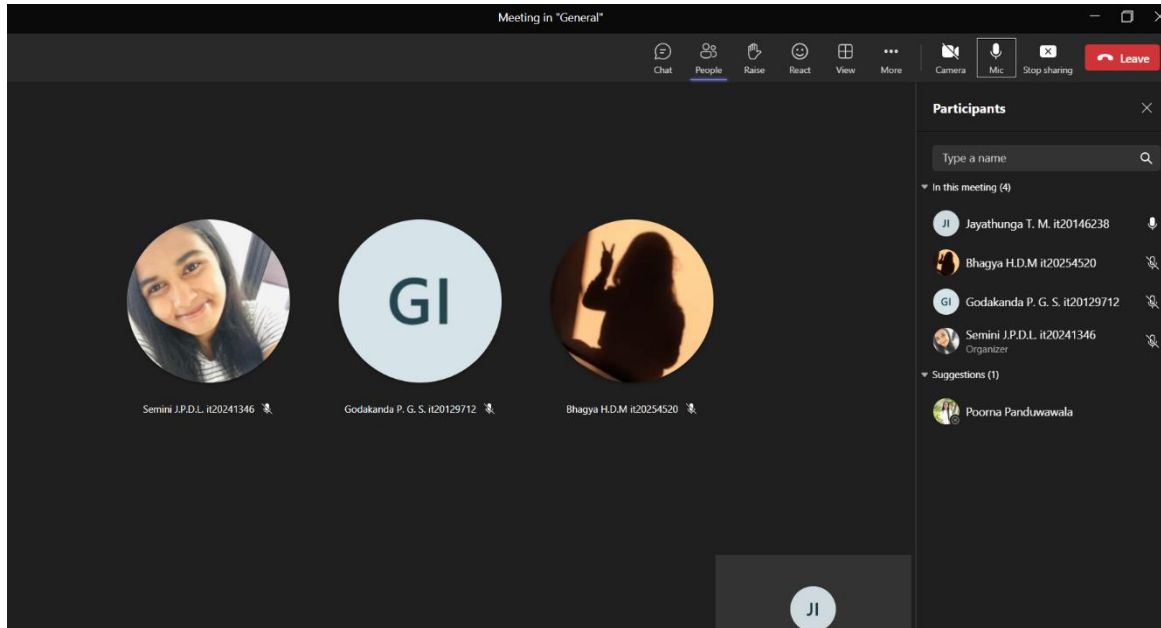 Meeting in "General"
Chat People Raise React View More Camera Mic Stop sharing Leave
Participants
Type a name
In this meeting (4)
JI Jayathunga T. M. it20146238
Bhagya H.D.M it20254520
GI Godakanda P. G. S. it20129712
Semini J.P.D.L. it20241346
Organizer
Suggestions (1)
Poorna Panduwawala
GI
Semini J.P.D.L. it20241346 Godakanda P. G. S. it20129712 Bhagya H.D.M it20254520
JI